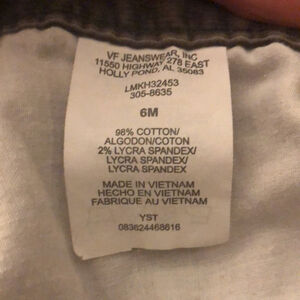 VF JEANSWEAR, INC
11550 HIGHWAY 278 EAST
HOLLY POND, AL 35083
LMKH32453
305-8635
6M
98% COTTON/
ALGODON/COTON
2% LYCRA SPANDEX/
LYCRA SPANDEX/
LYCRA SPANDEX
MADE IN VIETNAM
HECHO EN VIETNAM
FABRIQUE AU VIETNAM
YST
083624468616